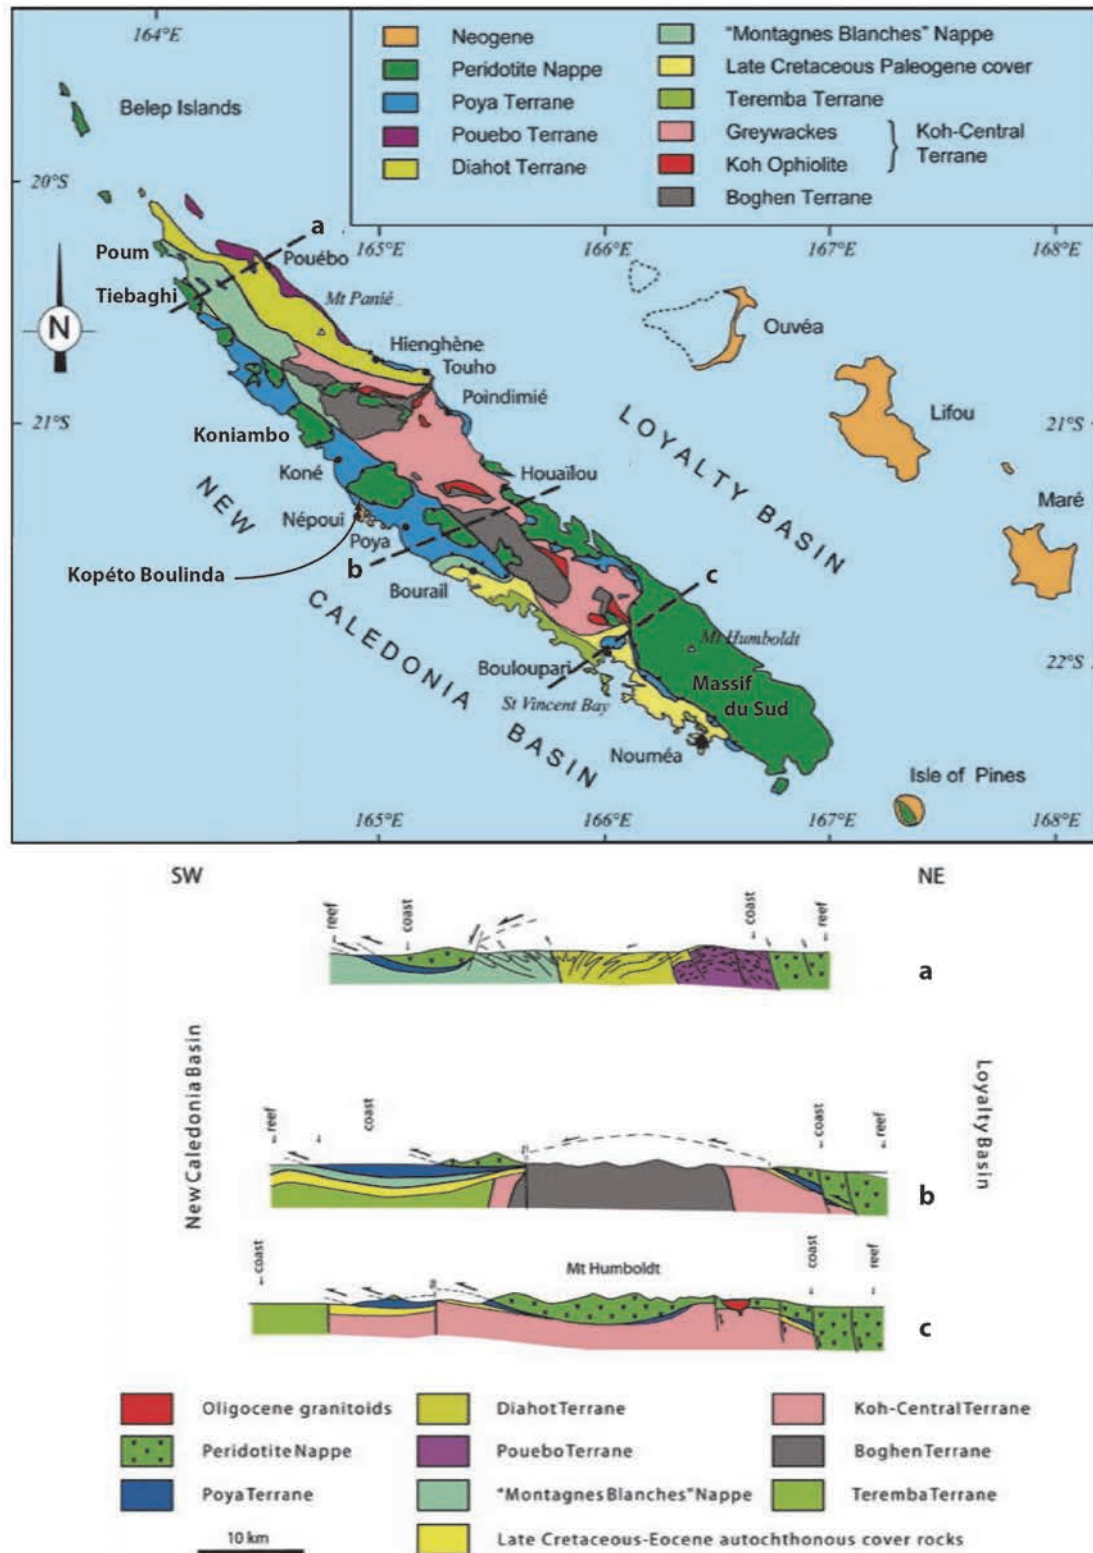 164°E
Belep Islands
20°S
Neogene
Peridotite Nappe
Poya Terrane
Pouebo Terrane
Diahot Terrane
"Montagnes Blanches" Nappe
Late Cretaceous Paleogene cover
Teremba Terrane
Greywackes
Koh Ophiolite
Koh-Central
Terrane
Boghen Terrane
a
165°E
166°E
167°E
168°E
Poum
Pouébo
Tiebaghi
Mt Panié
N
Ouvéa
Hienghène
Touho
Poindimié
21°S
Lifou
21°S
Koniambo
LOYALTY BASIN
Koné
Houaïlou
Maré
NEW
Népoui
Poya
b
c
Kopéto Boulinda
Bourail
CALEDONIA
Mt Humboldt
22°S
Bouloupari
Massif
du Sud
St Vincent Bay
BASIN
Nouméa
Isle of Pines
165°E
166°E
167°E
168°E
SW
NE
reef
coast
coast
reef
a
New Caledonia Basin
Loyalty Basin
reef
coast
coast
reef
b
coast
Mt Humboldt
coast
reef
c
Oligocene granitoids
Diahot Terrane
Koh-Central Terrane
Peridotite Nappe
Pouebo Terrane
Boghen Terrane
Poya Terrane
"Montagnes Blanches" Nappe
Teremba Terrane
10 km
Late Cretaceous-Eocene autochthonous cover rocks